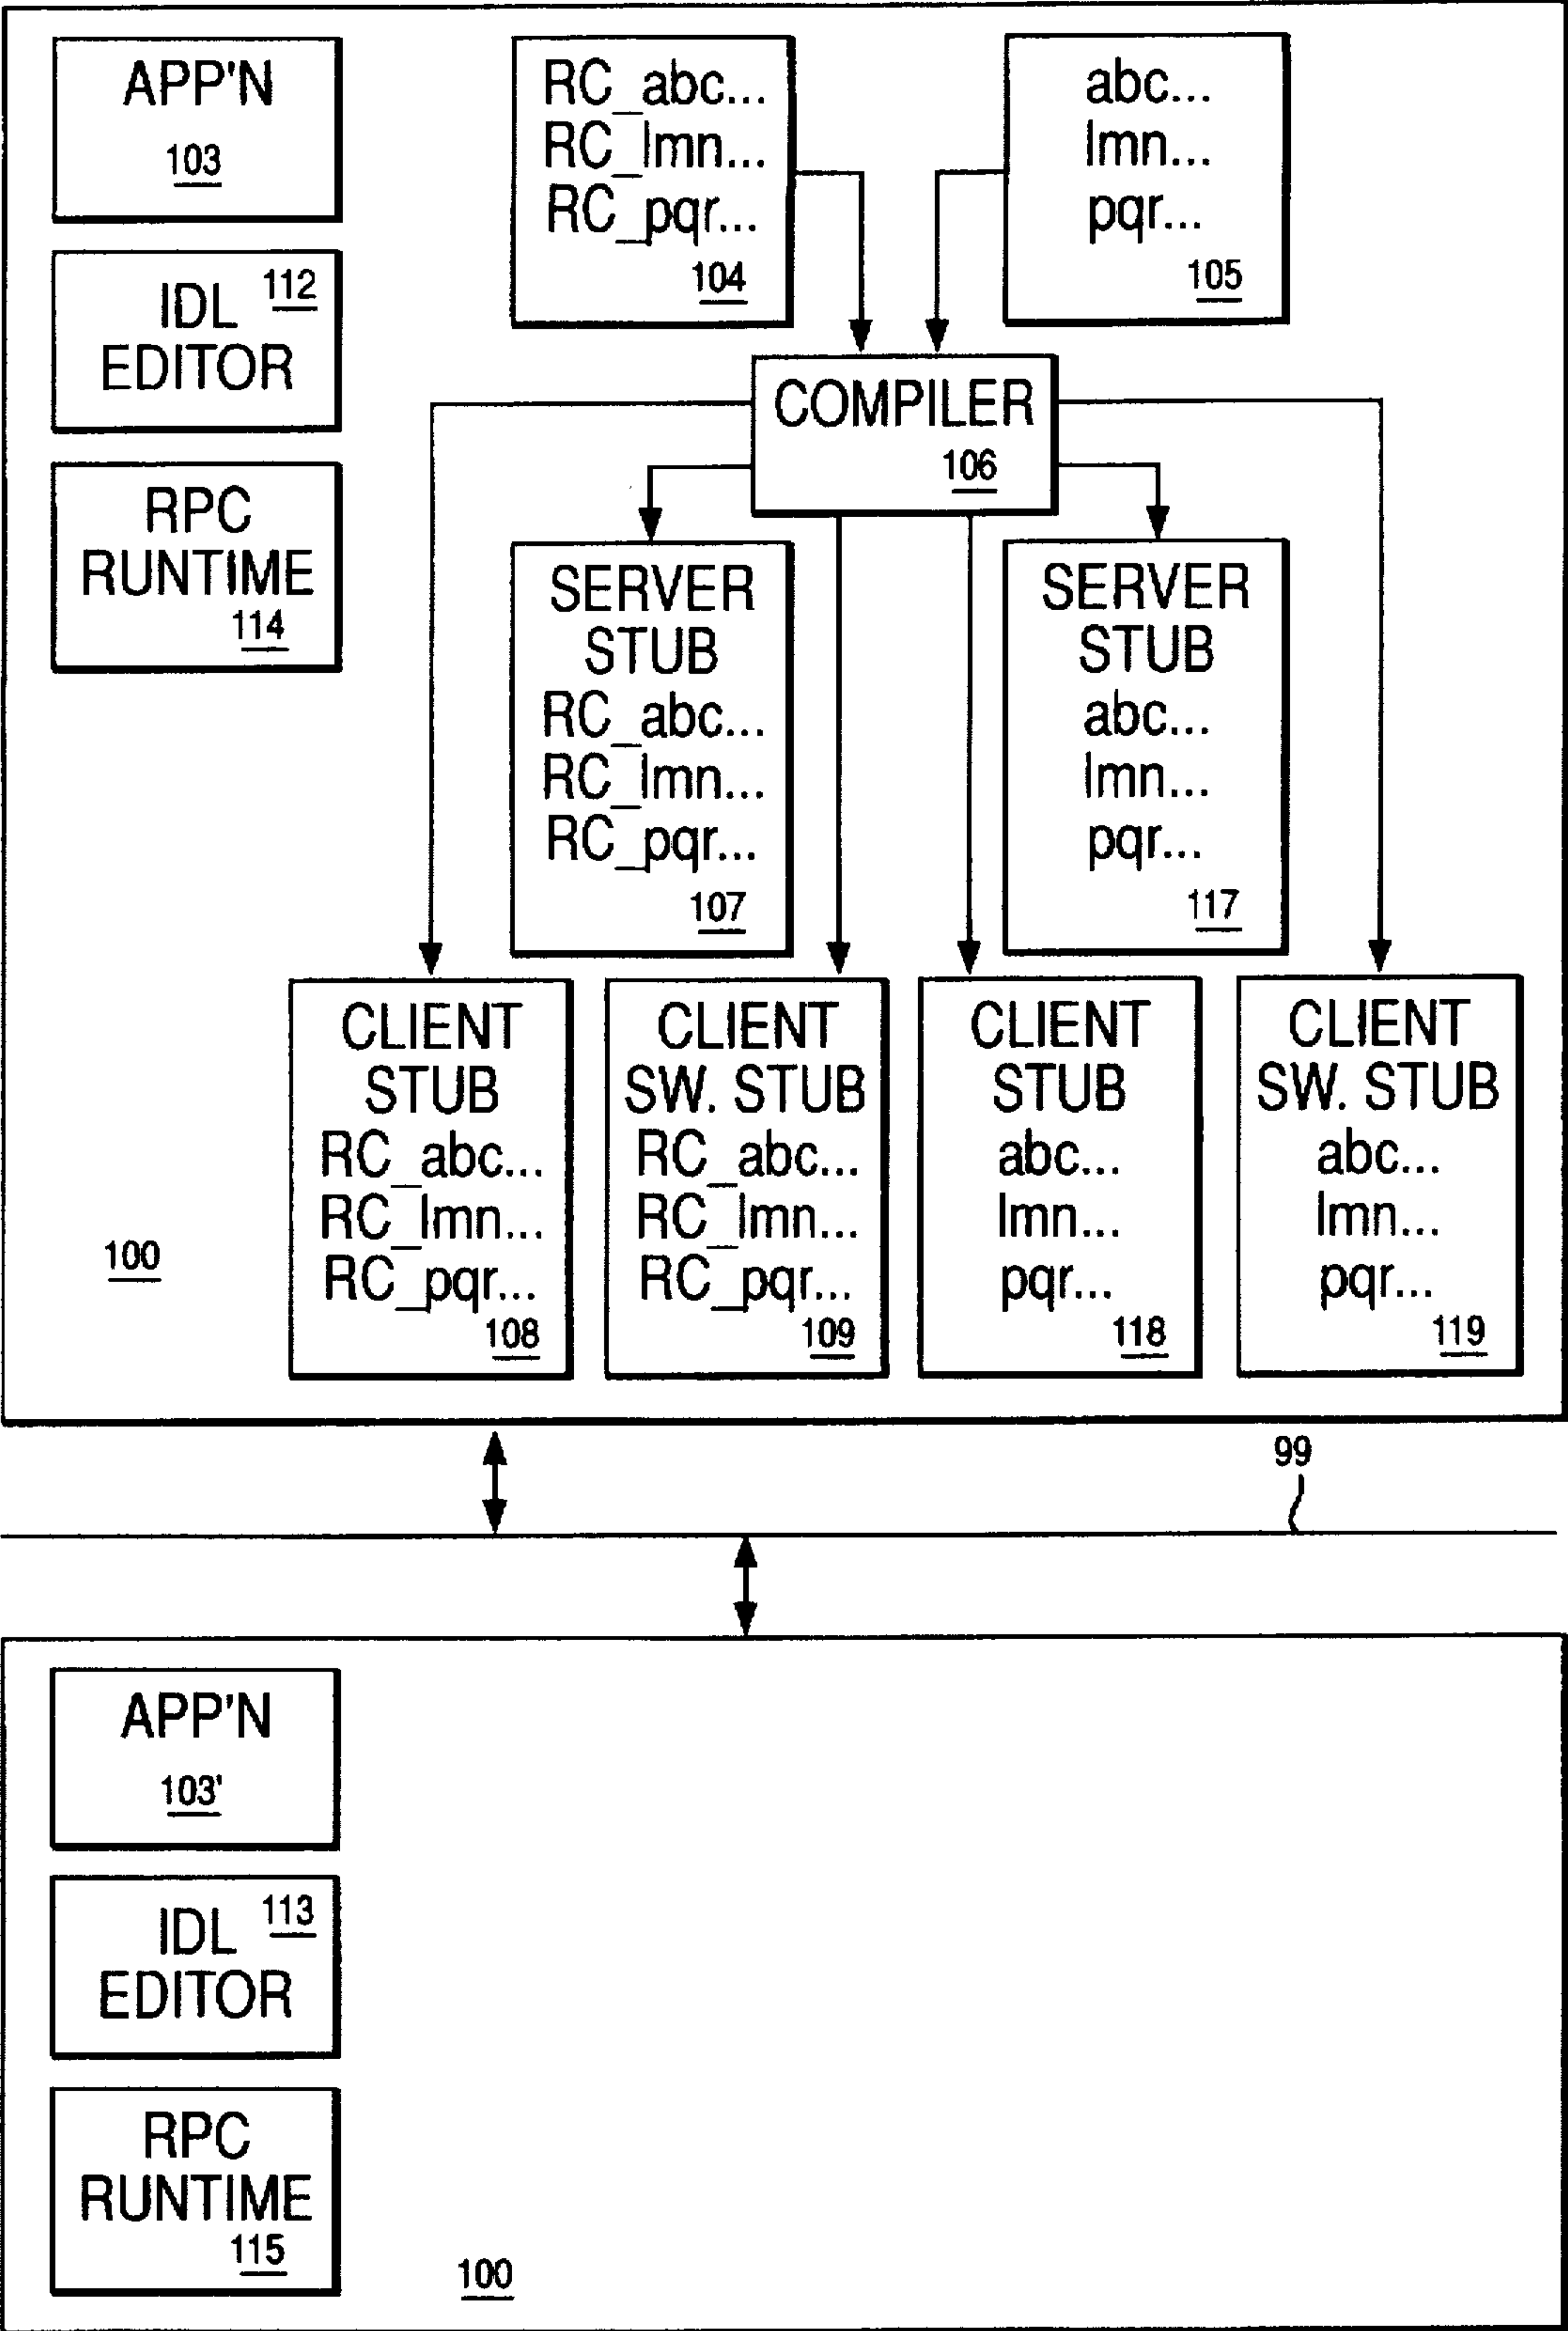 APP'N
103
IDL
112
EDITOR
RPC
RUNTIME
114
RC_abc...
RC_lmn...
RC_pqr...
104
abc...
lmn...
pqr...
105
COMPILER
106
SERVER
STUB
RC_abc...
RC_lmn...
RC_pqr...
107
SERVER
STUB
abc...
lmn...
pqr...
117
CLIENT
STUB
RC_abc...
RC_lmn...
RC_pqr...
108
CLIENT
SW. STUB
RC_abc...
RC_lmn...
RC_pqr...
109
CLIENT
STUB
abc...
lmn...
pqr...
118
CLIENT
SW. STUB
abc...
lmn...
pqr...
119
100
99
APP'N
103'
IDL
113
EDITOR
RPC
RUNTIME
115
100